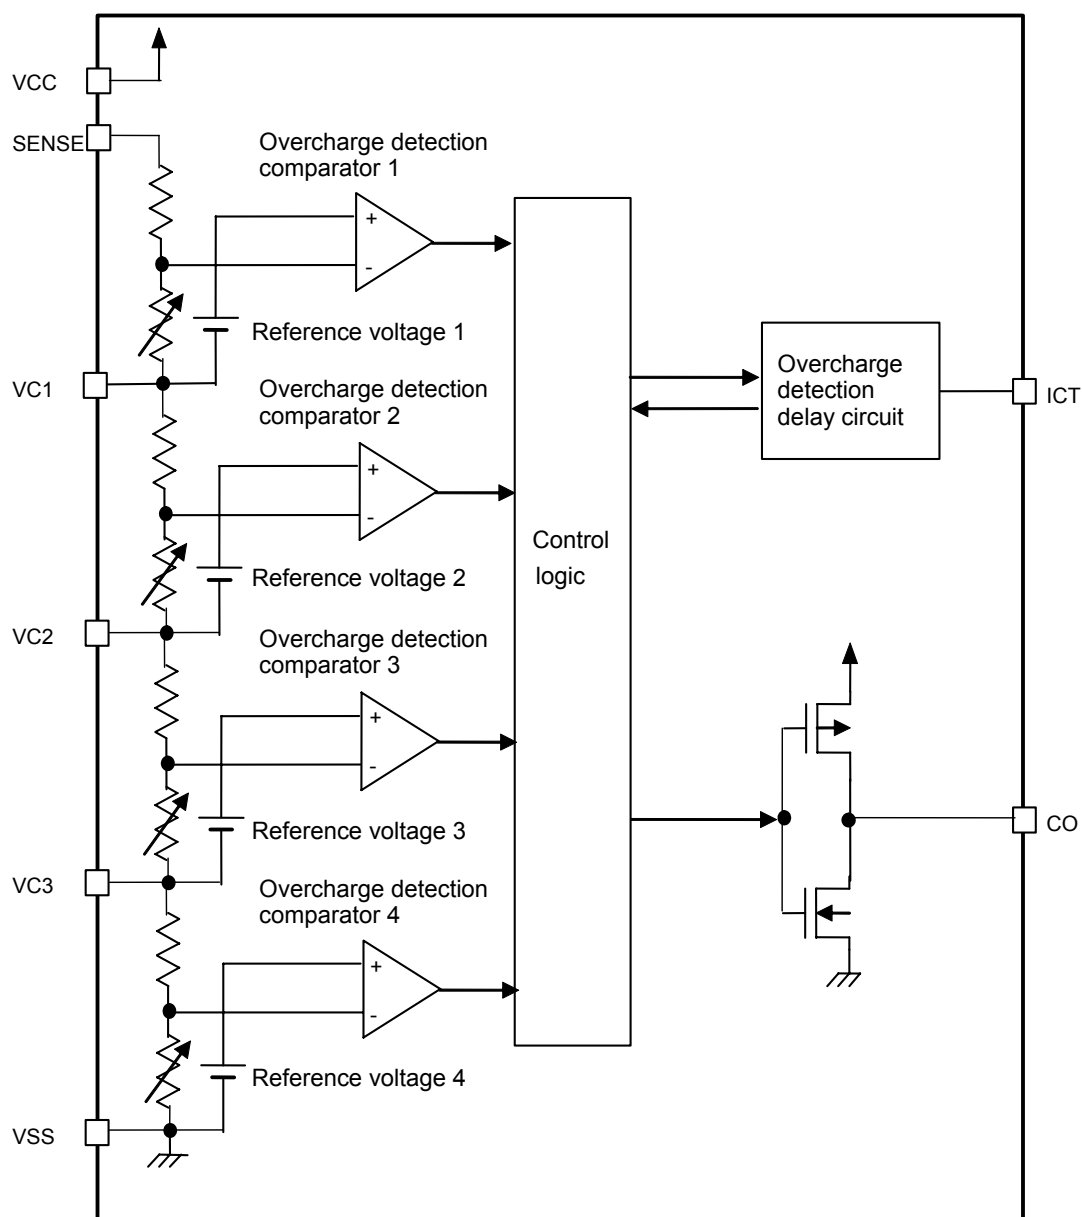 VCC
SENSE
Overcharge detection
comparator 1
+
-
Reference voltage 1
VC1
Overcharge detection
comparator 2
+
-
Reference voltage 2
VC2
Overcharge detection
comparator 3
+
-
Reference voltage 3
VC3
Overcharge detection
comparator 4
+
-
Reference voltage 4
VSS
Control
logic
Overcharge
detection
delay circuit
ICT
CO